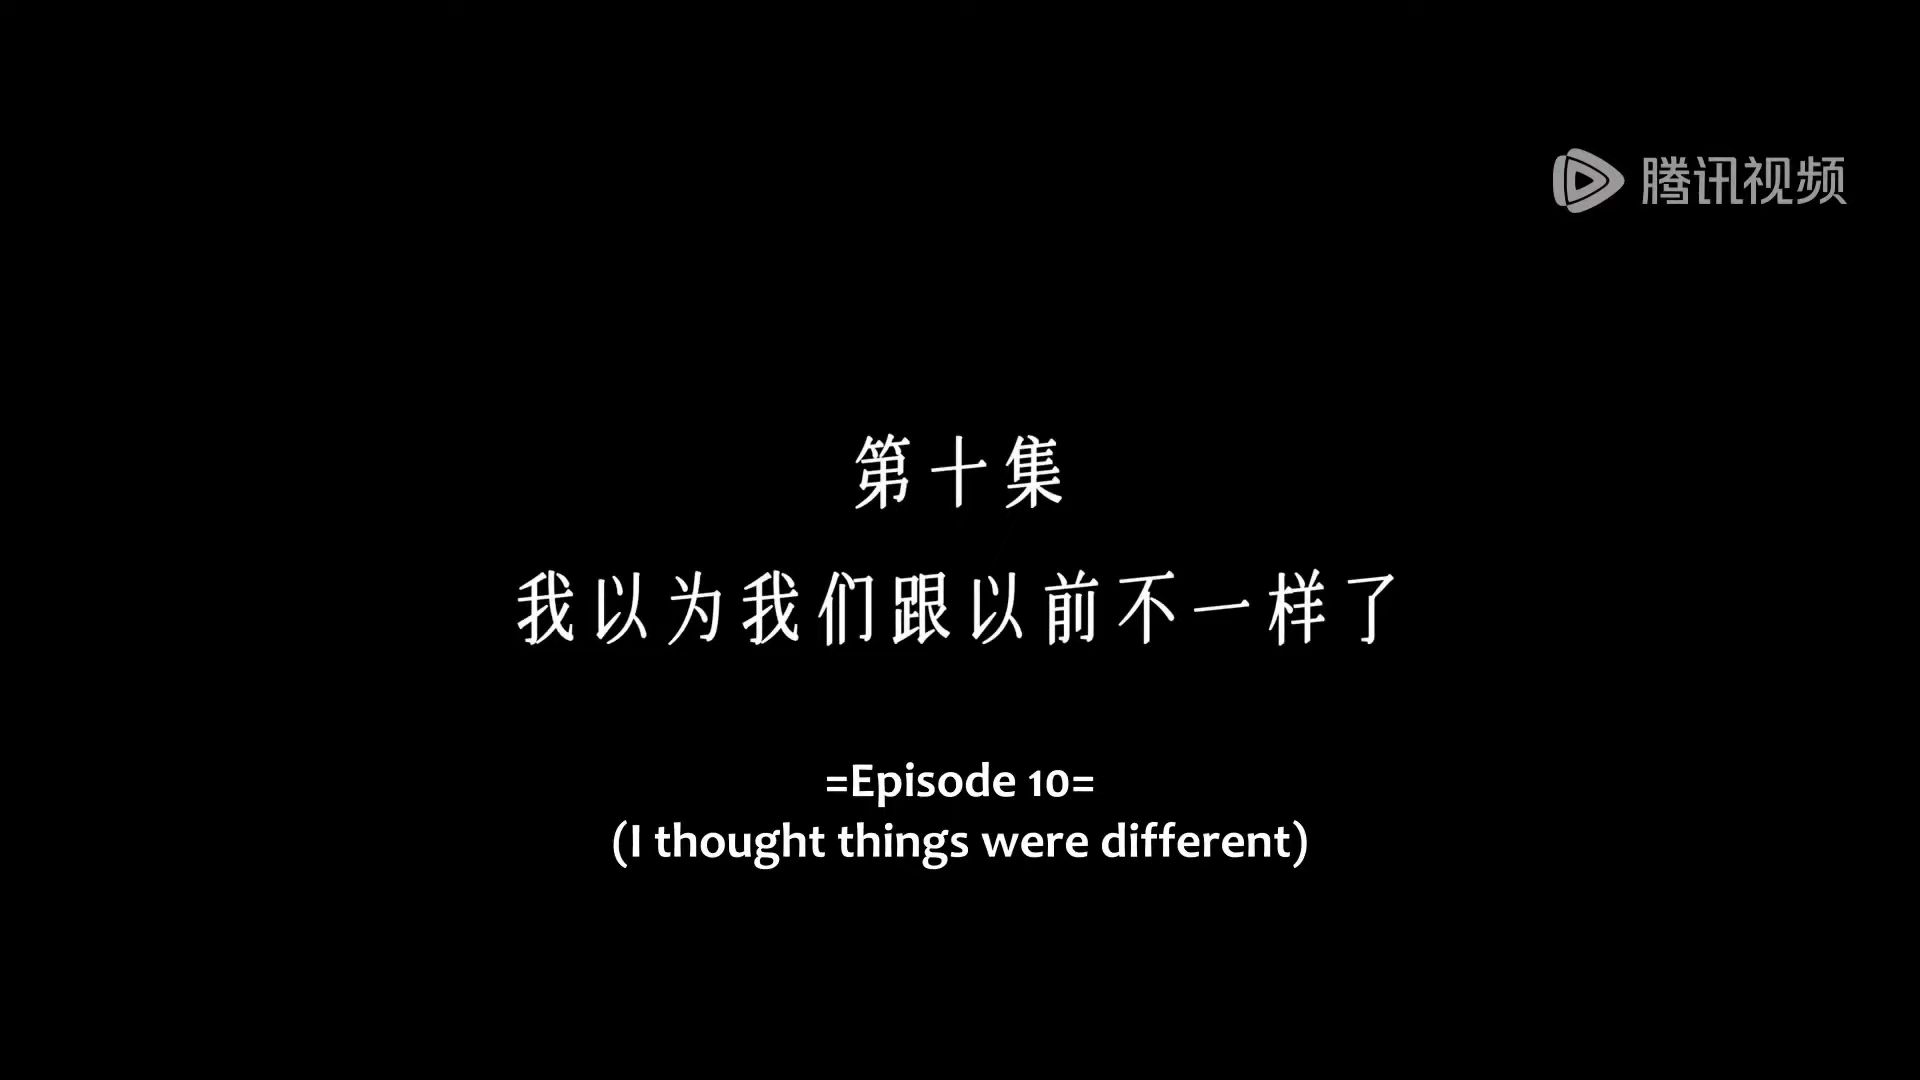 腾讯视频
第十集
我以为我们跟以前不一样了
=Episode 10=
(I thought things were different)